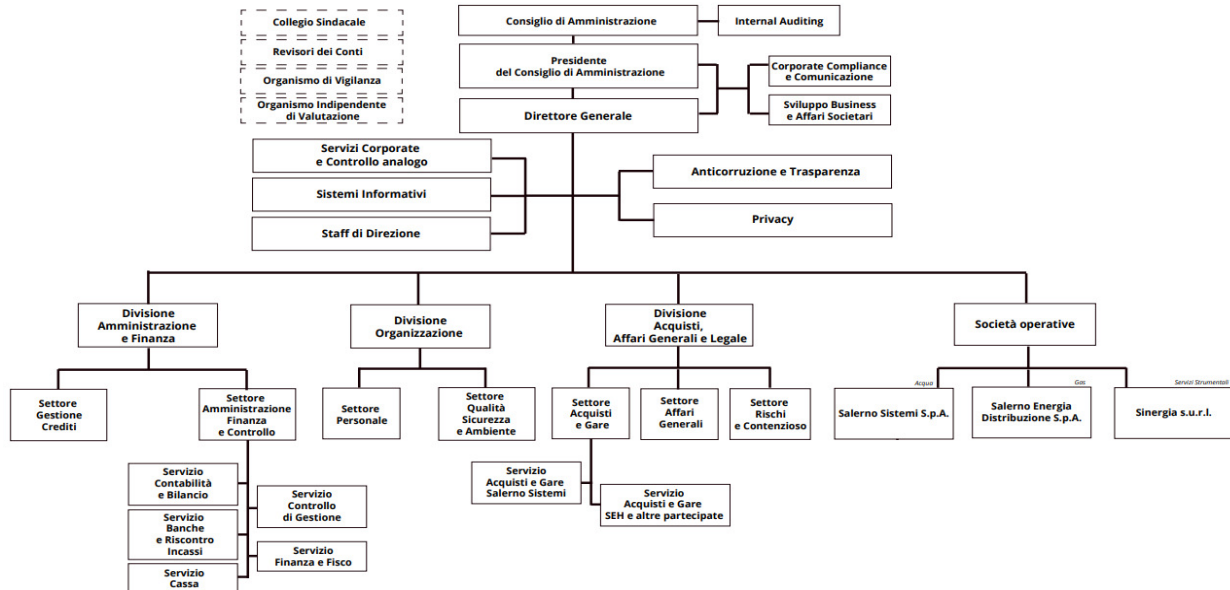 Collegio Sindacale
Revisori dei Conti
Organismo di Vigilanza
Organismo Indipendente
di Valutazione
Consiglio di Amministrazione
Internal Auditing
Presidente
del Consiglio di Amministrazione
Direttore Generale
Corporate Compliance
e Comunicazione
Sviluppo Business
e Affari Societari
Servizi Corporate
e Controllo analogo
Sistemi Informativi
Staff di Direzione
Anticorruzione e Trasparenza
Privacy
Divisione
Amministrazione
e Finanza
Divisione
Organizzazione
Divisione
Acquisti,
Affari Generali e Legale
Società operative
Settore
Gestione
Crediti
Settore
Amministrazione
Finanza
e Controllo
Settore
Personale
Settore
Qualità
Sicurezza
e Ambiente
Settore
Acquisti
e Gare
Settore
Affari
Generali
Settore
Rischi
e Contenzioso
Acqua
Salerno Sistemi S.p.A.
Gas
Salerno Energia
Distribuzione S.p.A.
Servizi Strumentali
Sinergia s.u.r.l.
Servizio
Contabilità
e Bilancio
Servizio
Controllo
di Gestione
Servizio
Banche
e Riscontro
Incassi
Servizio
Finanza e Fisco
Servizio
Cassa
Servizio
Acquisti e Gare
Salerno Sistemi
Servizio
Acquisti e Gare
SEH e altre partecipate